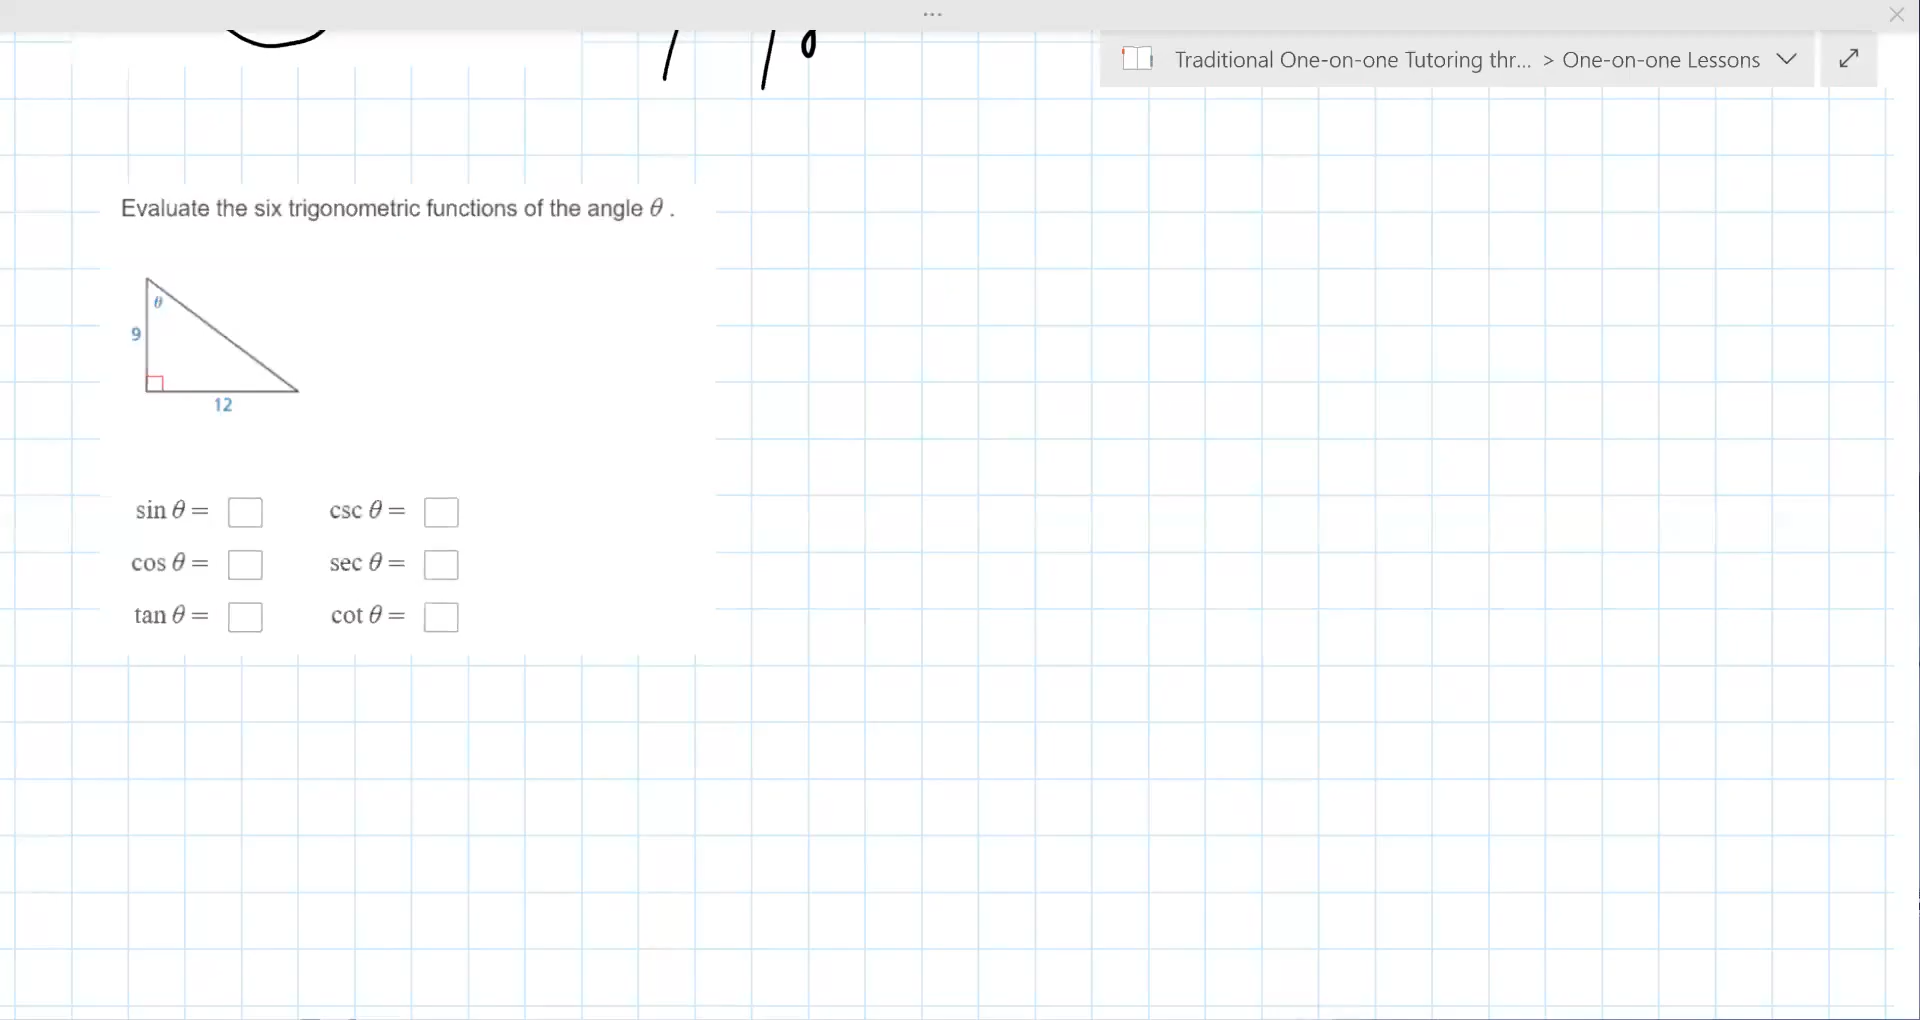 Traditional One-on-one Tutoring thr... > One-on-one Lessons
Evaluate the six trigonometric functions of the angle θ .
θ
9
12
sin θ = csc θ =
cos θ = sec θ =
tan θ = cot θ =